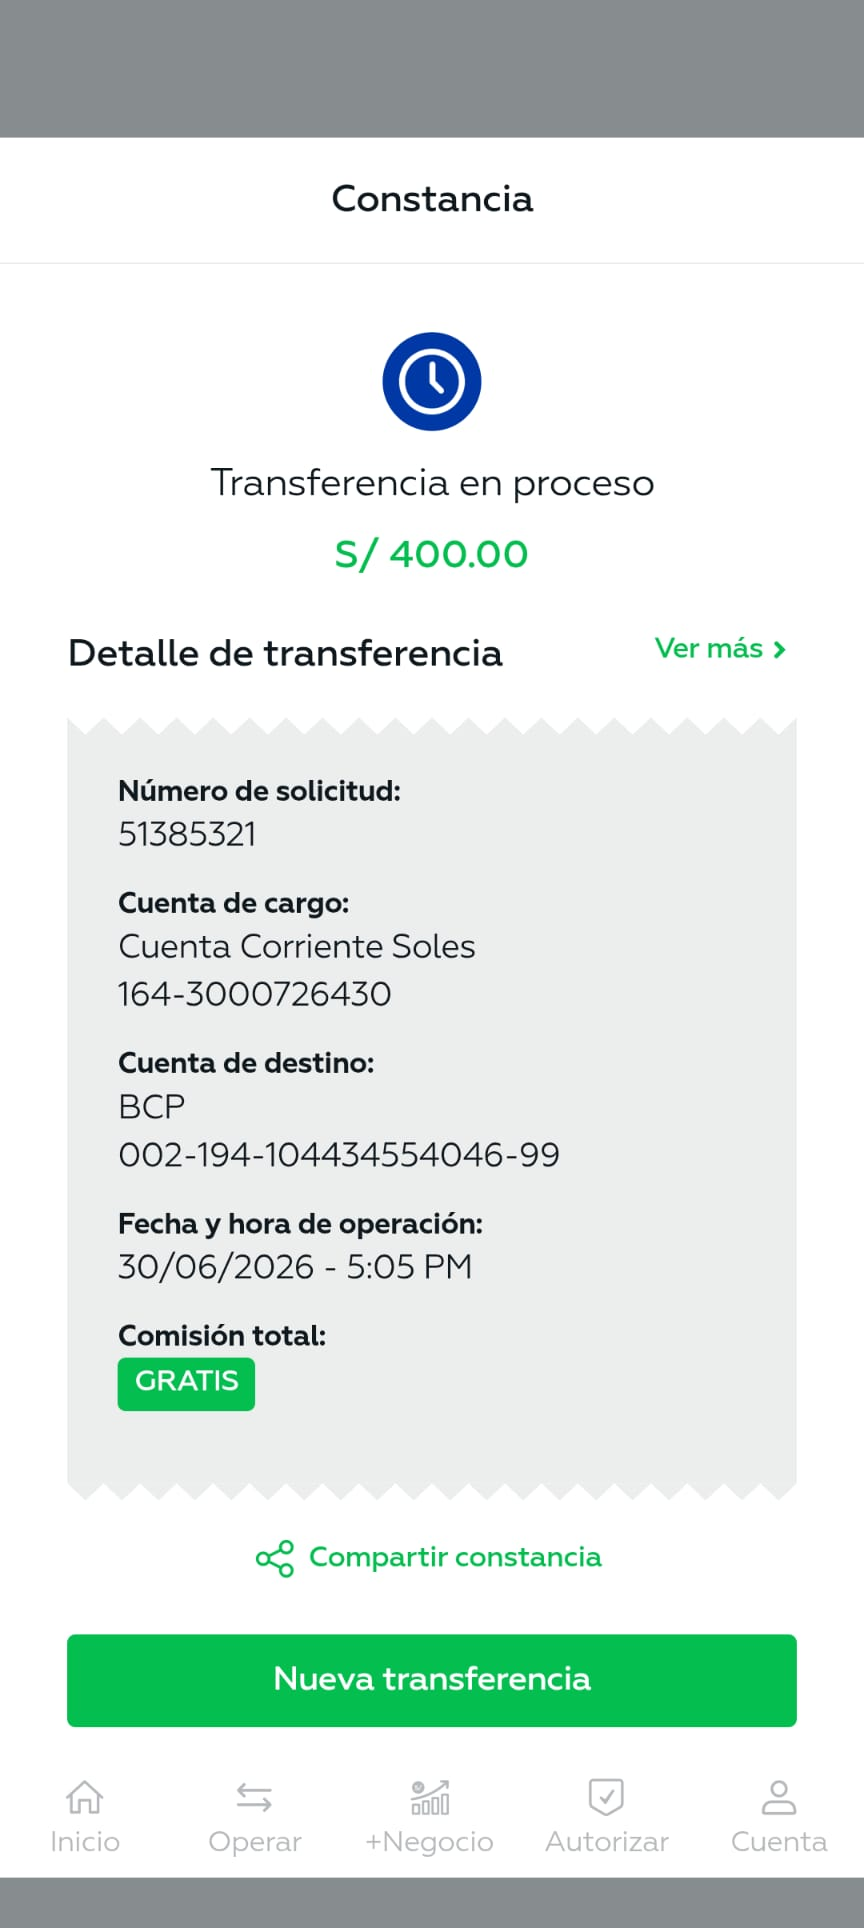 Constancia
Transferencia en proceso
S/ 400.00
Detalle de transferencia
Ver más >
Número de solicitud:
51385321
Cuenta de cargo:
Cuenta Corriente Soles
164-3000726430
Cuenta de destino:
BCP
002-194-104434554046-99
Fecha y hora de operación:
30/06/2026 - 5:05 PM
Comisión total:
GRATIS
Compartir constancia
Nueva transferencia
Inicio
Operar
+Negocio
Autorizar
Cuenta